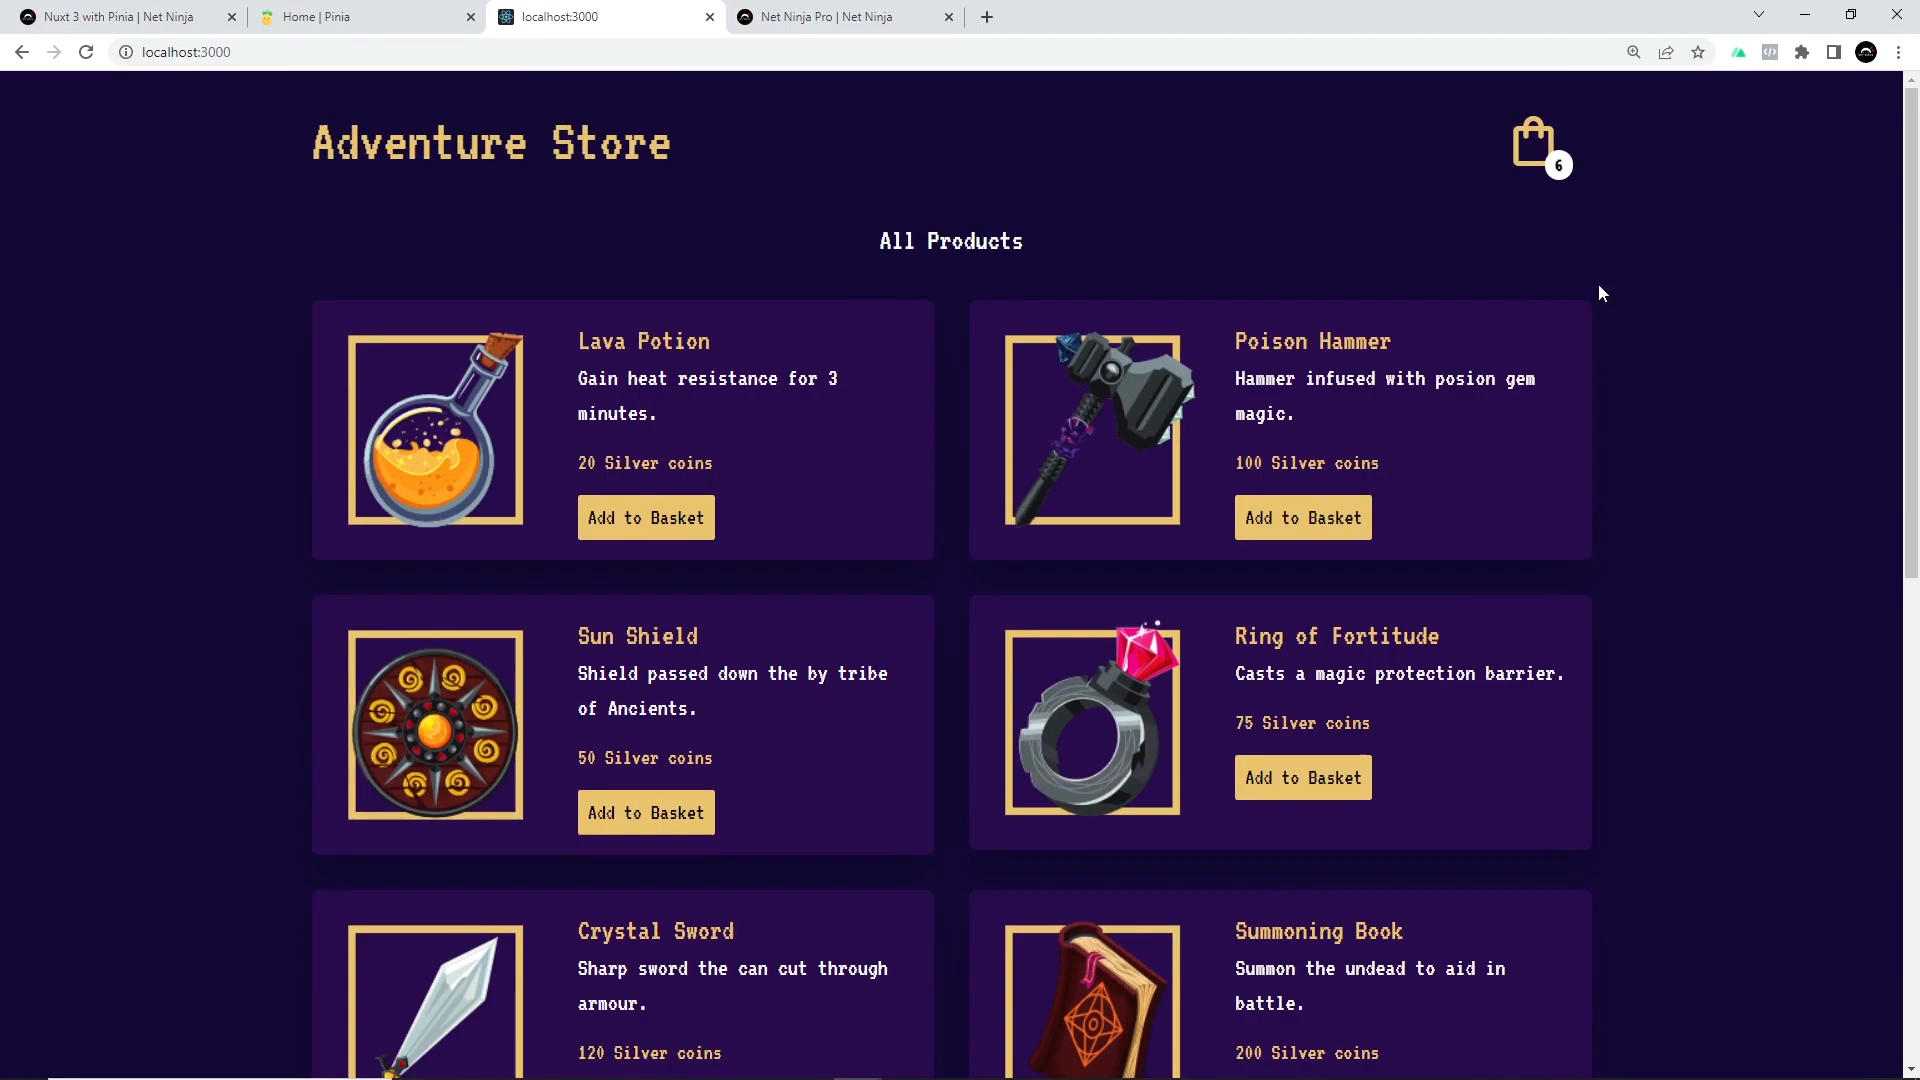 Nuxt 3 with Pinia | Net Ninja
Home | Pinia
localhost:3000
Net Ninja Pro | Net Ninja
localhost:3000
Adventure Store
6
All Products
Lava Potion
Gain heat resistance for 3
minutes.
20 Silver coins
Add to Basket
Poison Hammer
Hammer infused with posion gem
magic.
100 Silver coins
Add to Basket
Sun Shield
Shield passed down the by tribe
of Ancients.
50 Silver coins
Add to Basket
Ring of Fortitude
Casts a magic protection barrier.
75 Silver coins
Add to Basket
Crystal Sword
Sharp sword the can cut through
armour.
120 Silver coins
Summoning Book
Summon the undead to aid in
battle.
200 Silver coins